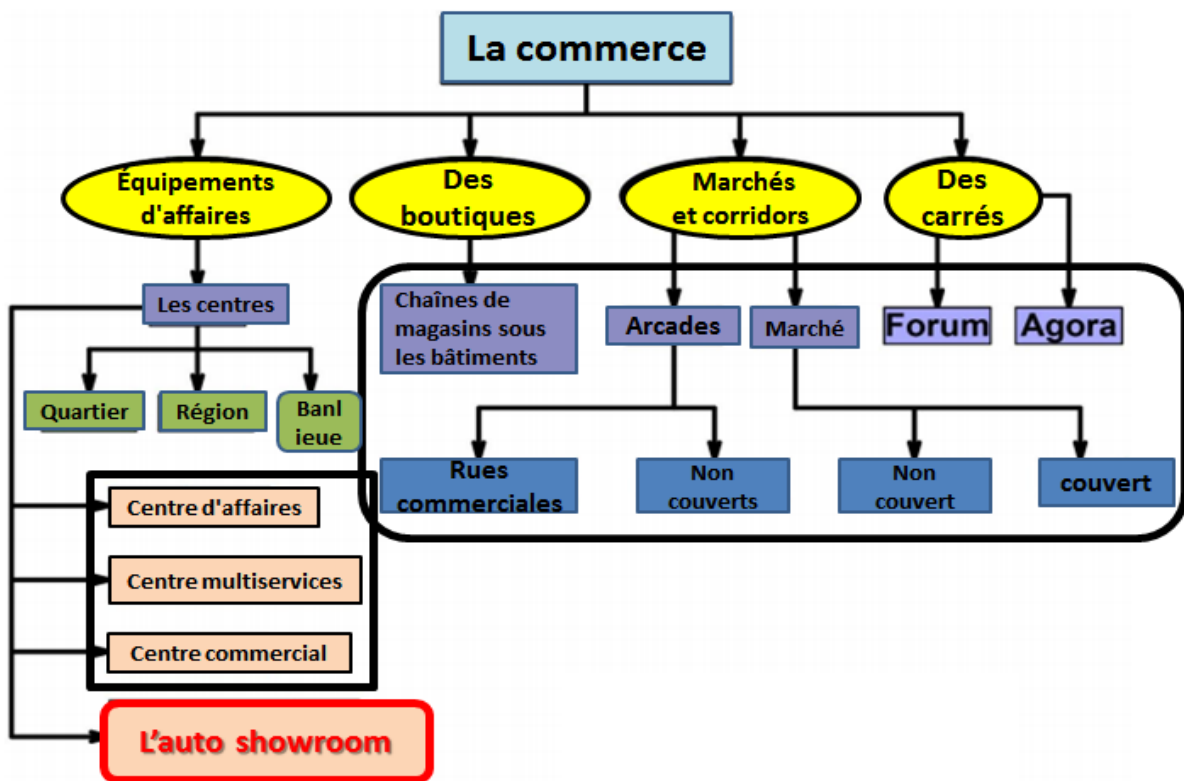 La commerce
Équipements
d'affaires
Des
boutiques
Marchés
et corridors
Des
carrés
Les centres
Chaînes de
magasins sous
les bâtiments
Arcades
Marché
Forum
Agora
Quartier
Région
Banl
ieue
Rues
commerciales
Non
couverts
Non
couvert
couvert
Centre d'affaires
Centre multiservices
Centre commercial
L'auto showroom